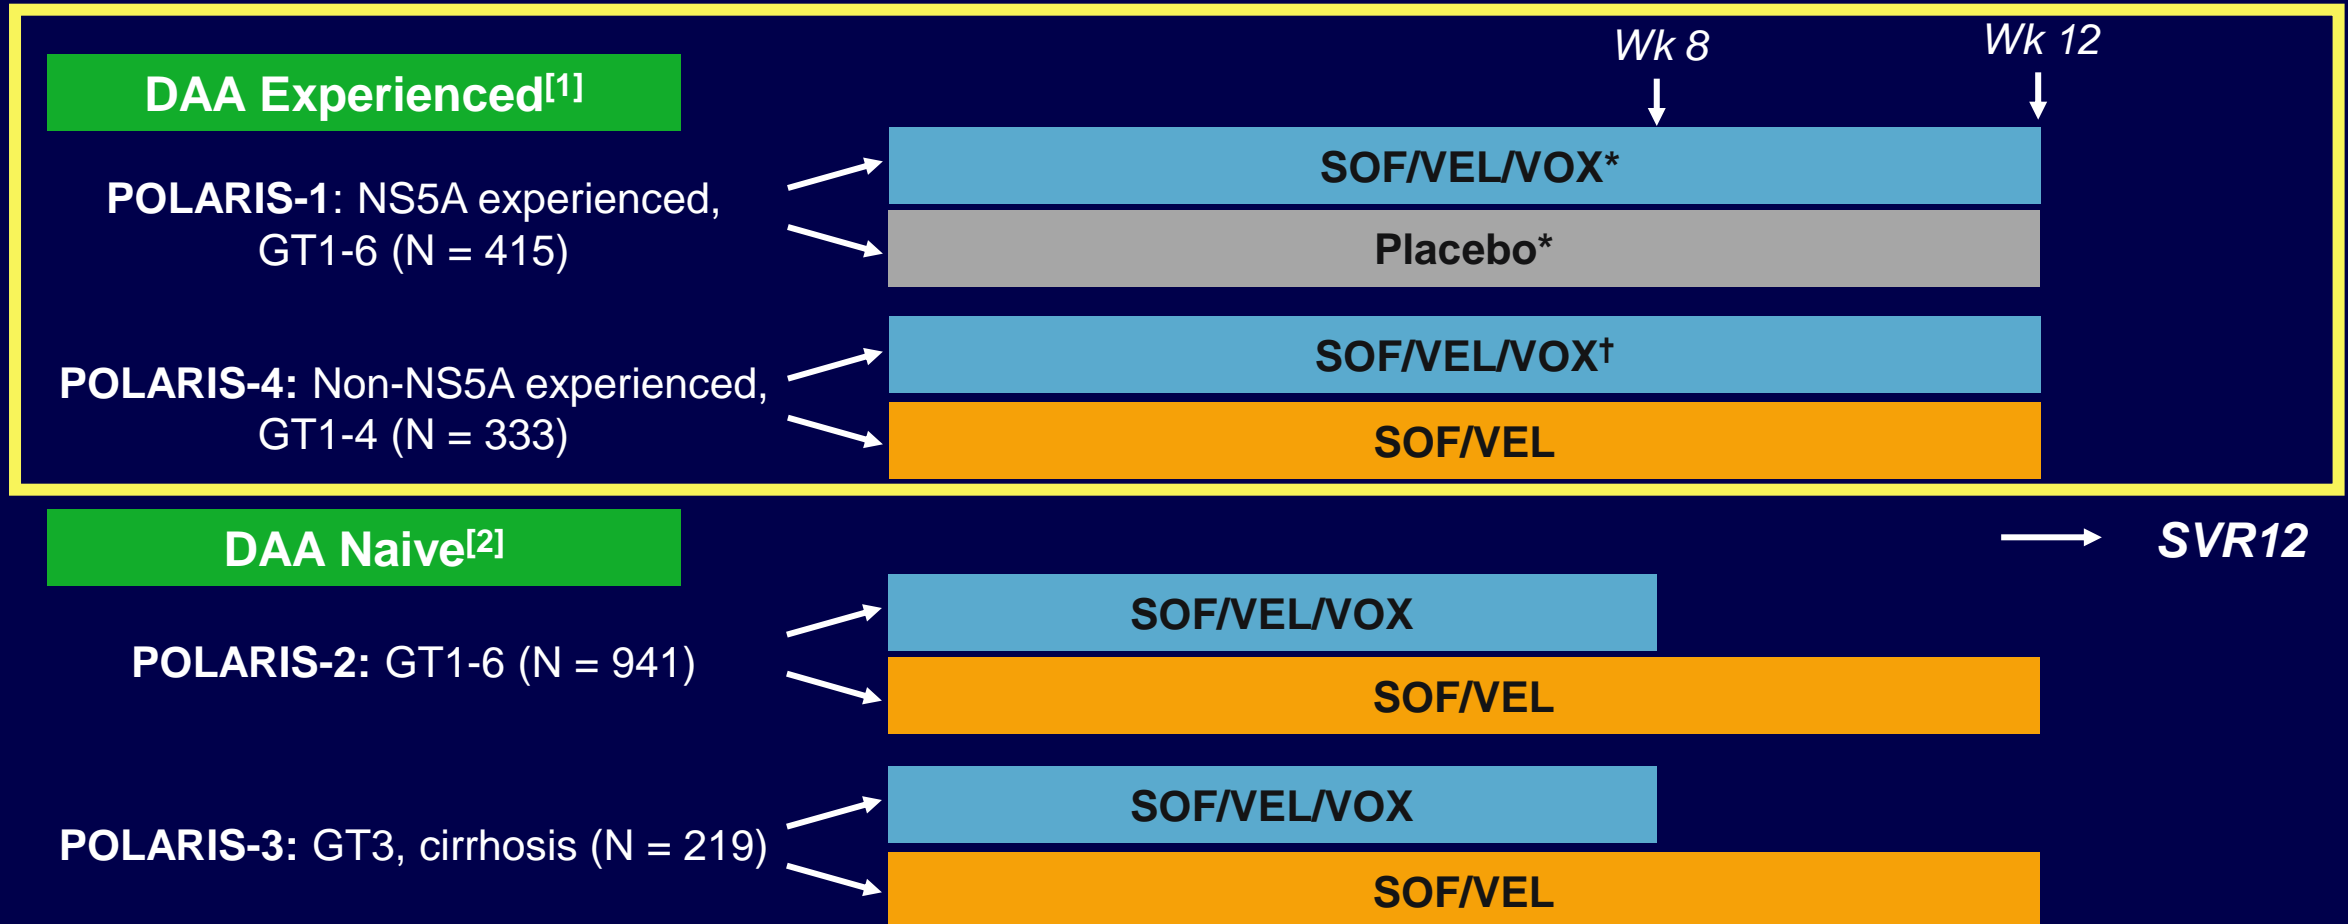 Wk 8
Wk 12
DAA Experienced[1]
POLARIS-1: NS5A experienced,
GT1-6 (N = 415)
SOF/VEL/VOX*
Placebo*
POLARIS-4: Non-NS5A experienced,
GT1-4 (N = 333)
SOF/VEL/VOX†
SOF/VEL
DAA Naive[2]
SVR12
POLARIS-2: GT1-6 (N = 941)
SOF/VEL/VOX
SOF/VEL
POLARIS-3: GT3, cirrhosis (N = 219)
SOF/VEL/VOX
SOF/VEL